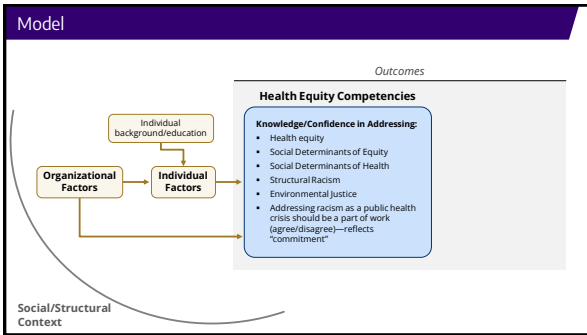 Model
Outcomes
Health Equity Competencies
Individual
background/education
Organizational
Factors
Individual
Factors
Knowledge/Confidence in Addressing:
▪ Health equity
▪ Social Determinants of Equity
▪ Social Determinants of Health
▪ Structural Racism
▪ Environmental Justice
▪ Addressing racism as a public health
crisis should be a part of work
(agree/disagree)—reflects
“commitment”
Social/Structural
Context